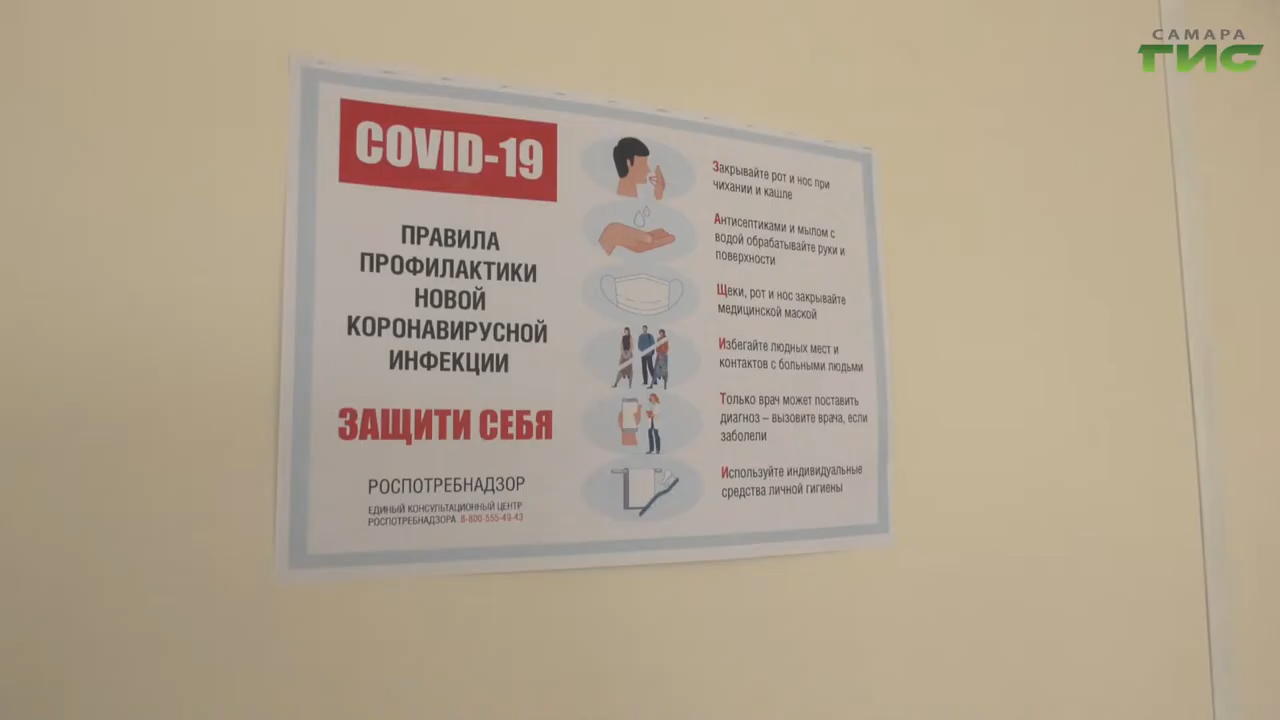 САМАРА
ГИС
COVID-19
ПРАВИЛА
ПРОФИЛАКТИКИ
НОВОЙ
КОРОНАВИРУСНОЙ
ИНФЕКЦИИ
ЗАЩИТИ СЕБЯ
РОСПОТРЕБНАДЗОР
ЕДИНЫЙ КОНСУЛЬТАЦИОННЫЙ ЦЕНТР
РОСПОТРЕБНАДЗОРА 8-800-555-49-43
Закрывайте рот и нос при
чихании и кашле
Антисептиками и мылом с
водой обрабатывайте руки и
поверхности
Щеки, рот и нос закрывайте
медицинской маской
Избегайте людных мест и
контактов с больными людьми
Только врач может поставить
диагноз – вызовите врача, если
заболели
Используйте индивидуальные
средства личной гигиены